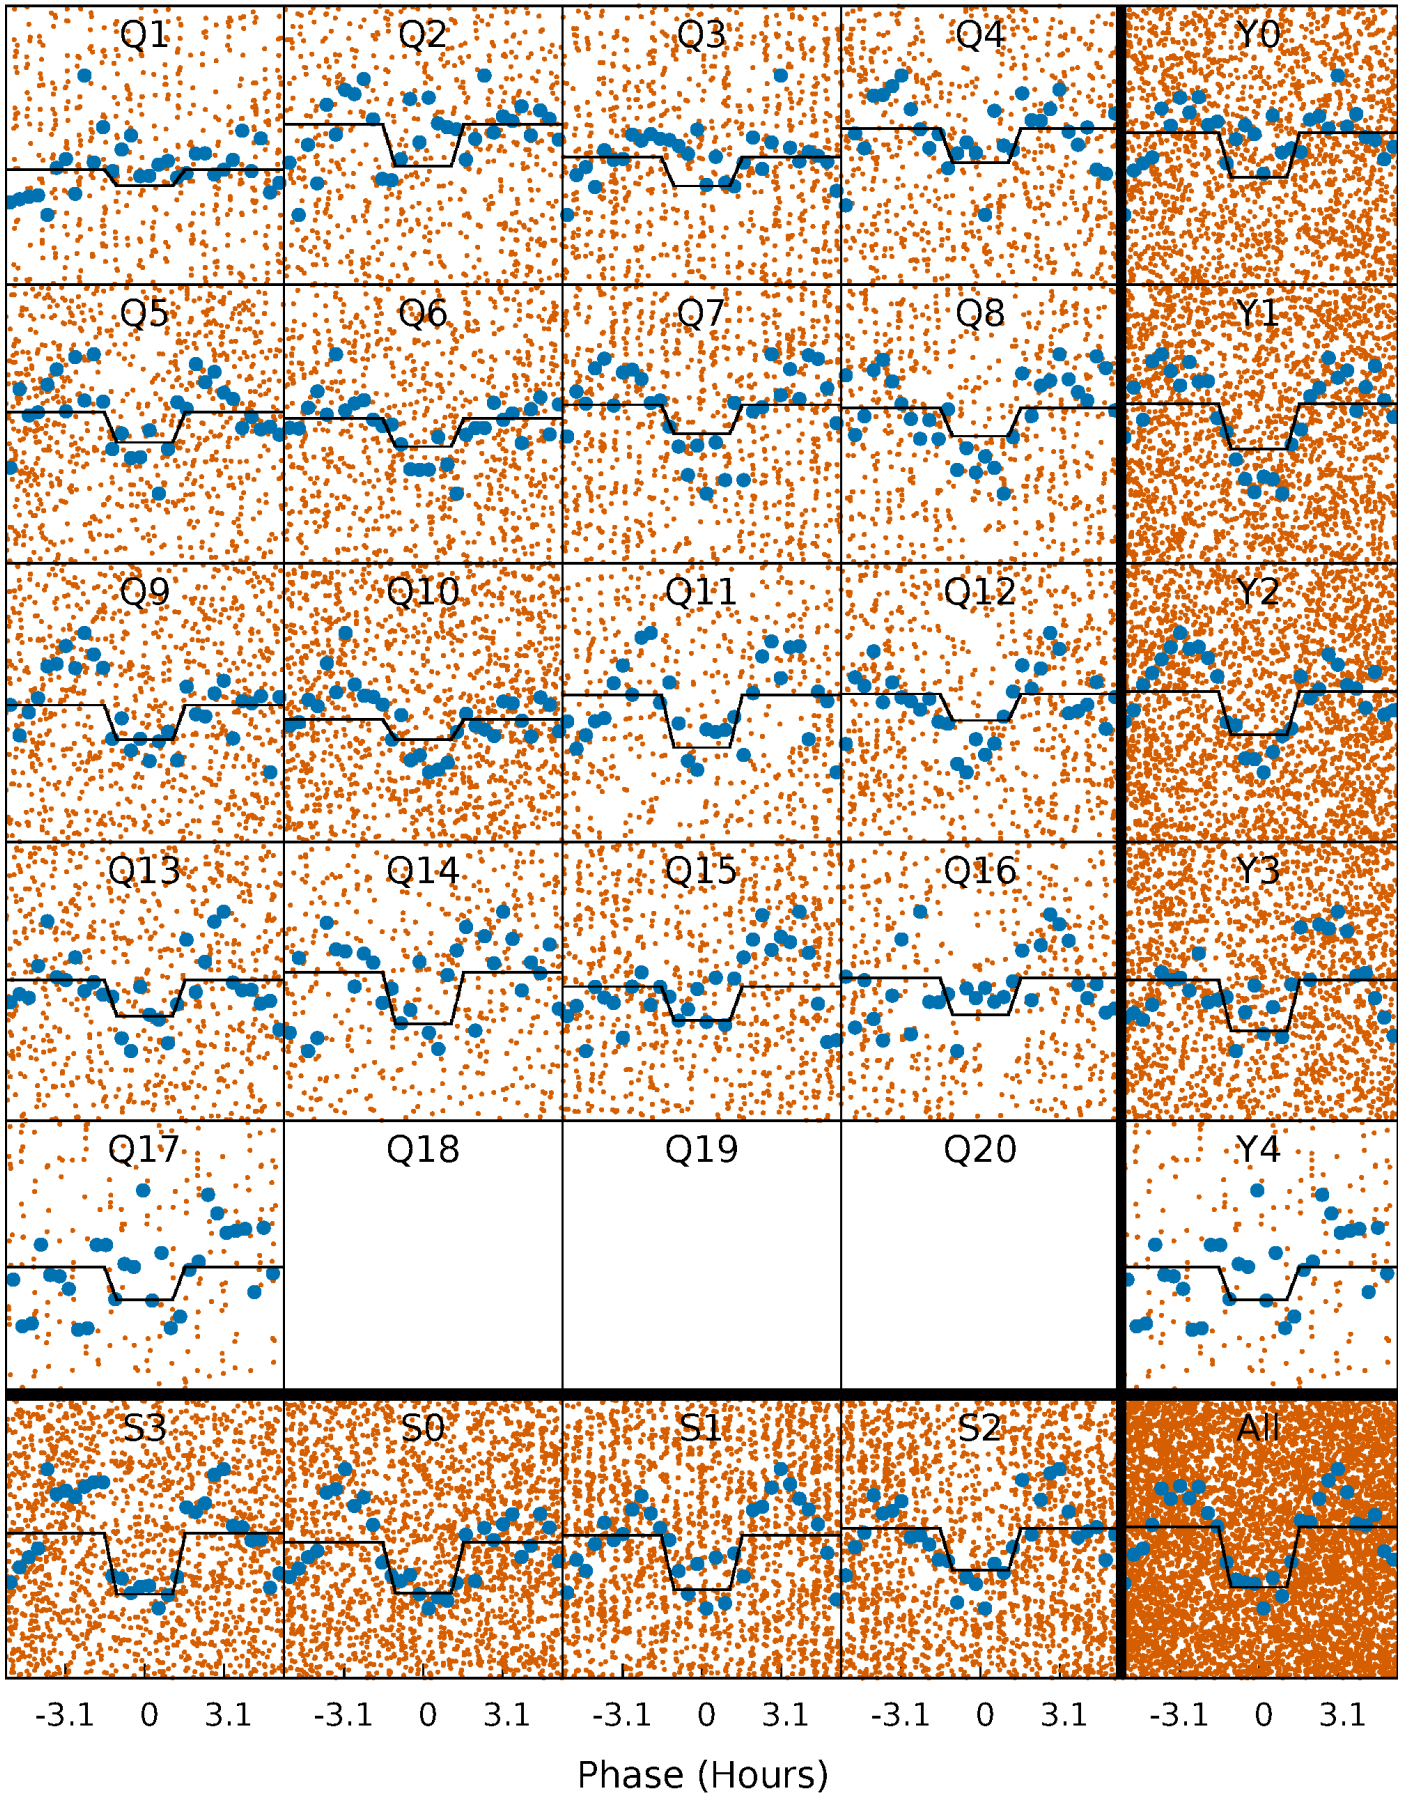 Q1 Q2 Q3 Q4 Y0
Q5 Q6 Q7 Q8 Y1
Q9 Q10 Q11 Q12 Y2
Q13 Q14 Q15 Q16 Y3
Q17 Q18 Q19 Q20 Y4
S3 S0 S1 S2 All
-3.1 0 3.1 -3.1 0 3.1 -3.1 0 3.1 -3.1 0 3.1 -3.1 0 3.1
Phase (Hours)